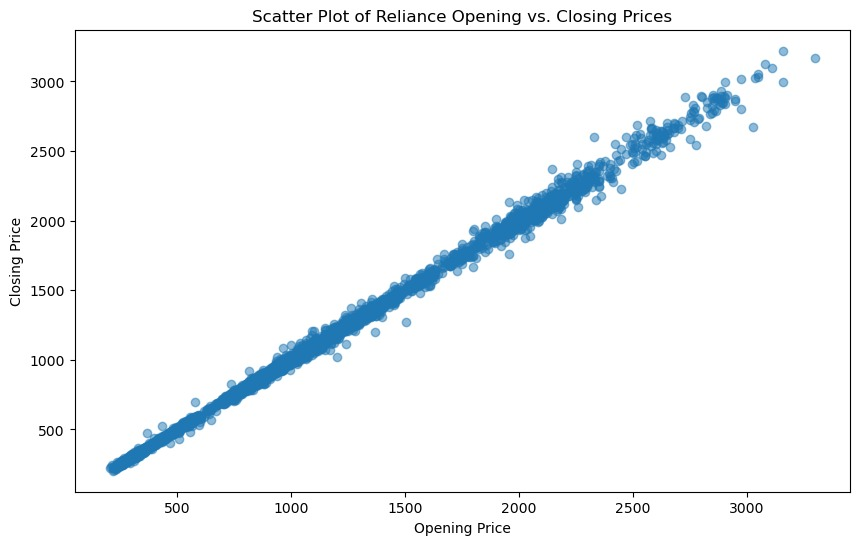 Scatter Plot of Reliance Opening vs. Closing Prices
3000
2500
2000
1500
1000
500
Closing Price
500 1000 1500 2000 2500 3000
Opening Price